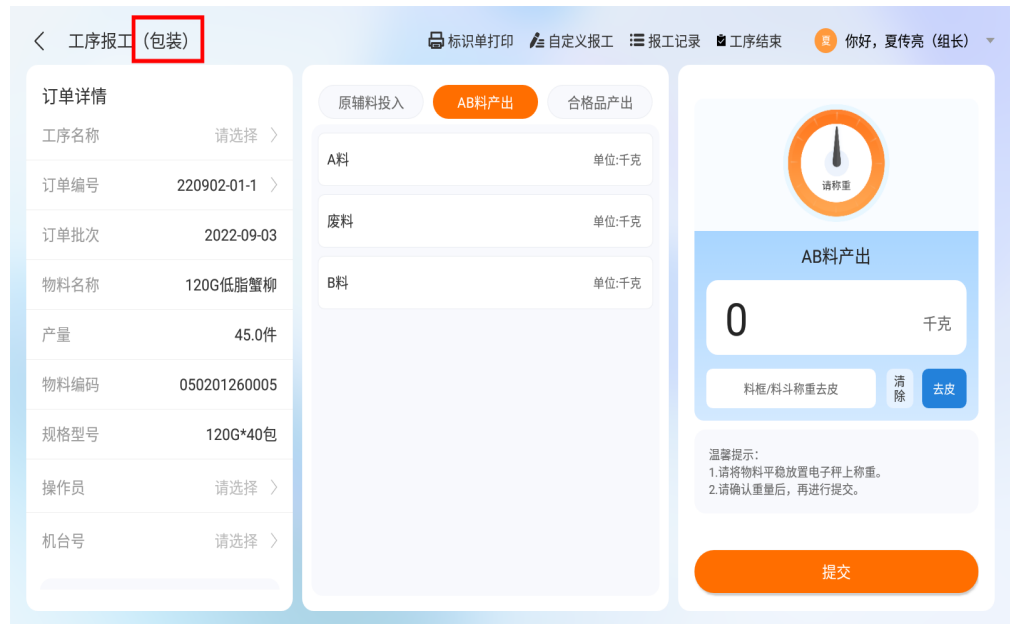 工序报工（包装）
标识单打印 自定义报工 报工记录 工序结束 夏 你好，夏传亮（组长）
订单详情
工序名称 请选择
订单编号 220902-01-1
订单批次 2022-09-03
物料名称 120G低脂蟹柳
产量 45.0件
物料编码 050201260005
规格型号 120G*40包
操作员 请选择
机台号 请选择
原辅料投入 AB料产出 合格品产出
A料 单位:千克
废料 单位:千克
B料 单位:千克
请称重
AB料产出
0 千克
料框/料斗称重去皮 清除 去皮
温馨提示：
1.请将物料平稳放置电子秤上称重。
2.请确认重量后，再进行提交。
提交